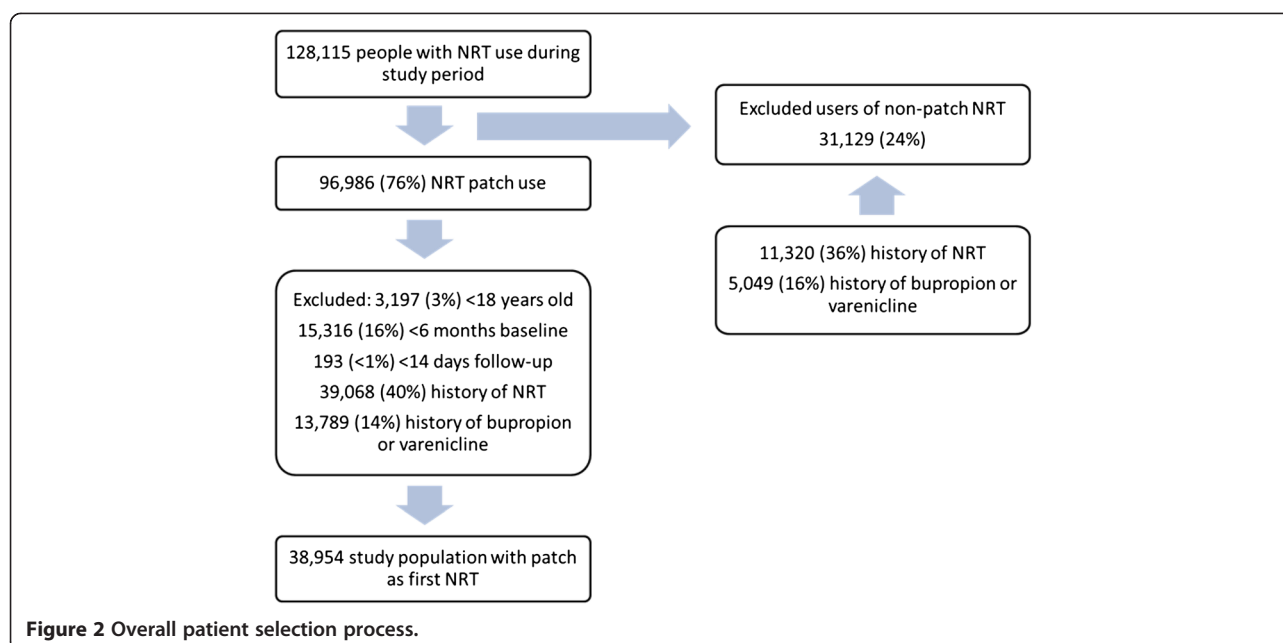 128,115 people with NRT use during
study period
Excluded users of non-patch NRT
31,129 (24%)
96,986 (76%) NRT patch use
11,320 (36%) history of NRT
5,049 (16%) history of bupropion or
varenicline
Excluded: 3,197 (3%) <18 years old
15,316 (16%) <6 months baseline
193 (<1%) <14 days follow-up
39,068 (40%) history of NRT
13,789 (14%) history of bupropion
or varenicline
38,954 study population with patch
as first NRT
Figure 2 Overall patient selection process.